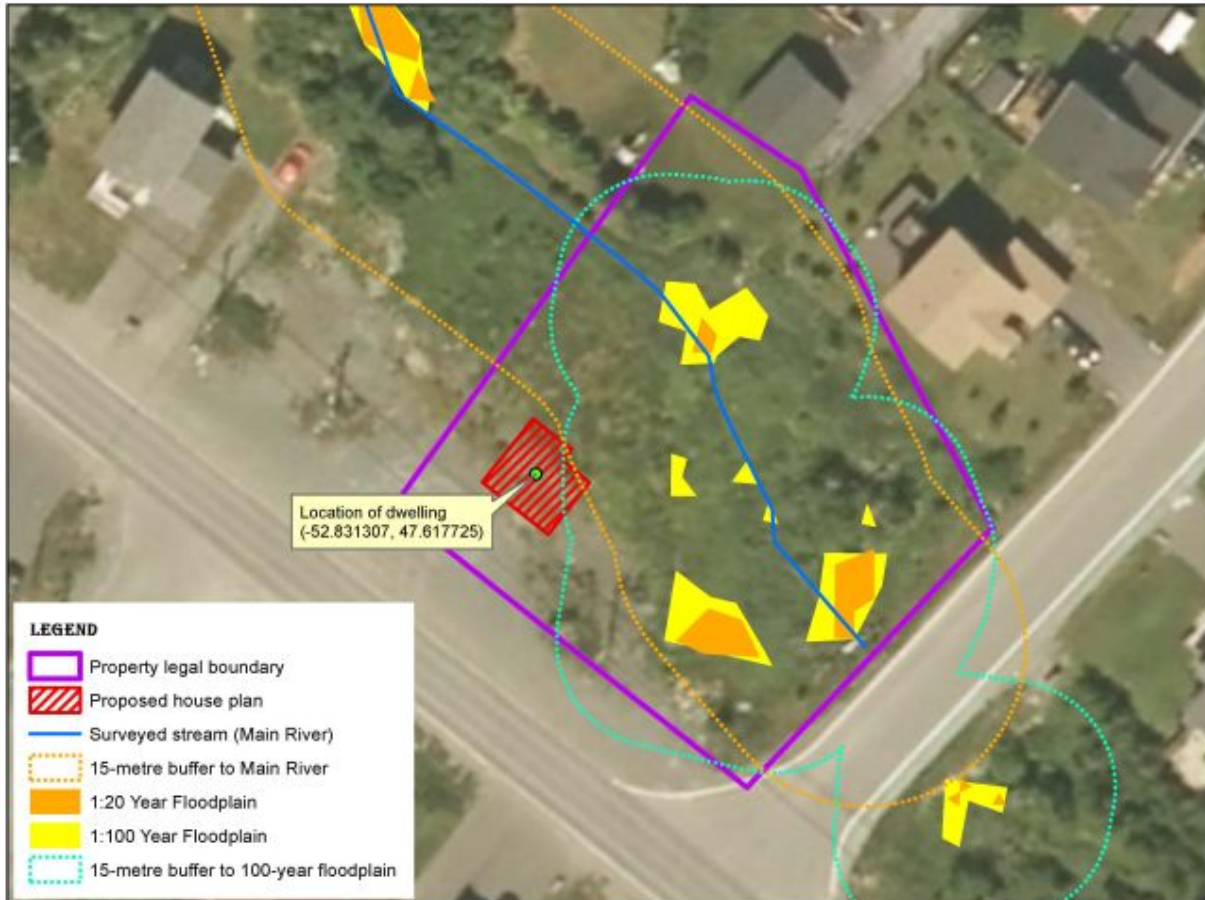 Location of dwelling
(-52.831307, 47.617725)
LEGEND
Property legal boundary
Proposed house plan
Surveyed stream (Main River)
15-metre buffer to Main River
1:20 Year Floodplain
1:100 Year Floodplain
15-metre buffer to 100-year floodplain